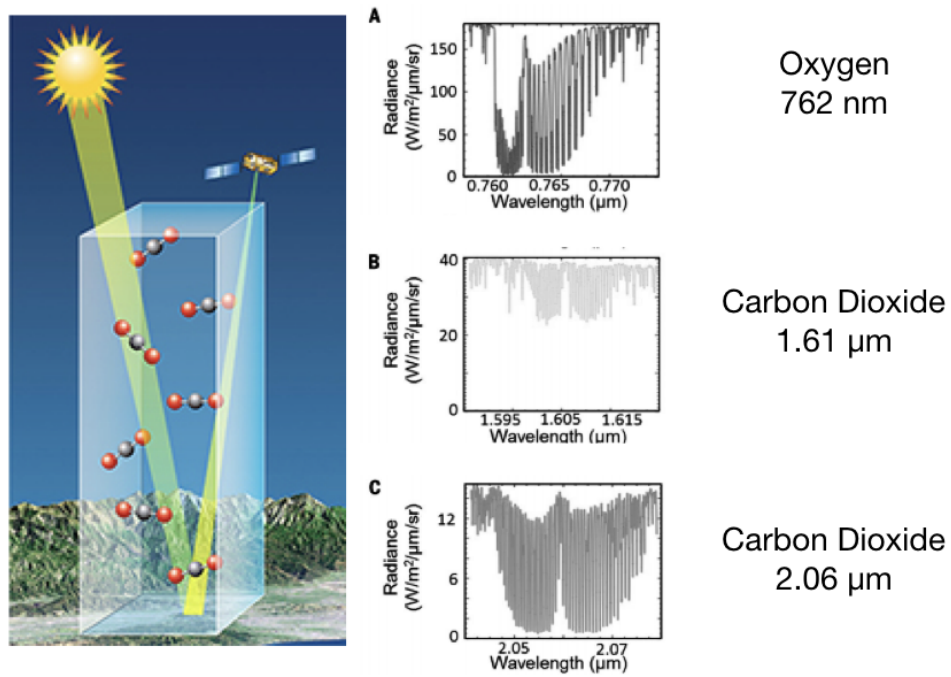 A
Radiance
(W/m²/µm/sr)
150
100
50
0
0.760 0.765 0.770
Wavelength (µm)
Oxygen
762 nm
B
Radiance
(W/m²/µm/sr)
40
20
0
1.595 1.605 1.615
Wavelength (µm)
Carbon Dioxide
1.61 µm
C
Radiance
(W/m²/µm/sr)
12
6
0
2.05 2.07
Wavelength (µm)
Carbon Dioxide
2.06 µm